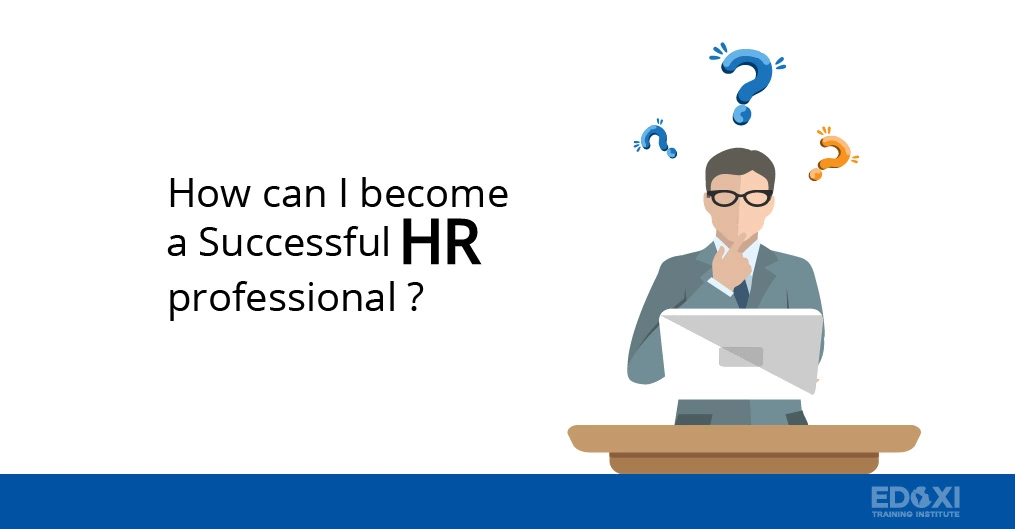 How can I become
a Successful HR
professional ?
EDOXI
TRAINING INSTITUTE